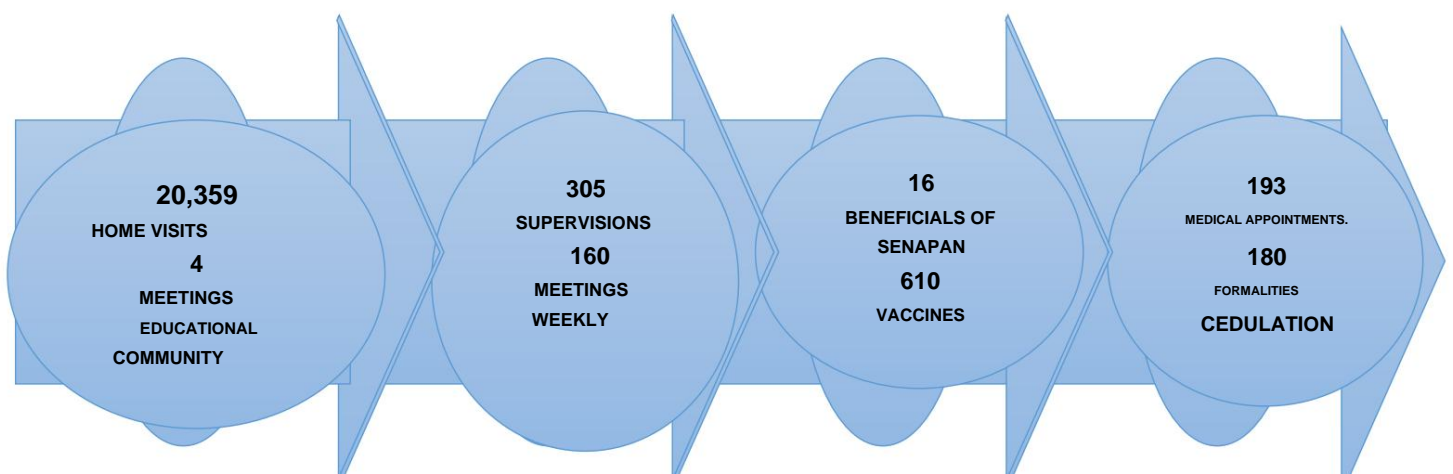 20,359
HOME VISITS
4
MEETINGS
EDUCATIONAL
COMMUNITY
305
SUPERVISIONS
160
MEETINGS
WEEKLY
16
BENEFICIALS OF
SENAPAN
610
VACCINES
193
MEDICAL APPOINTMENTS.
180
FORMALITIES
CEDULATION